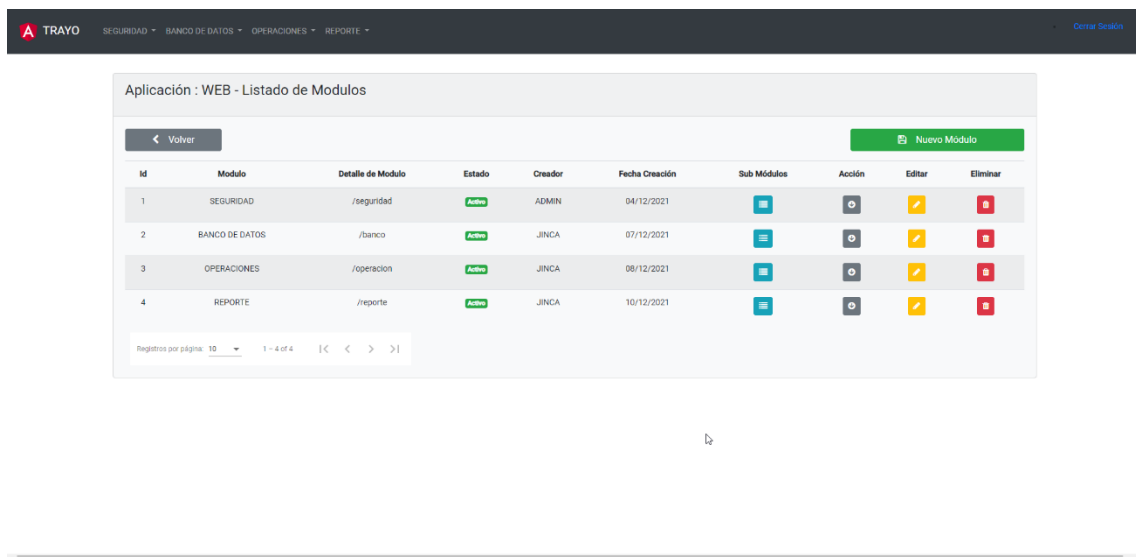 A TRAYO SEGURIDAD BANCO DE DATOS OPERACIONES REPORTE Cerrar Sesión
Aplicación : WEB - Listado de Modulos
Volver Nuevo Módulo
Id Modulo Detalle de Modulo Estado Creador Fecha Creación Sub Módulos Acción Editar Eliminar
1 SEGURIDAD /seguridad Activo ADMIN 04/12/2021
2 BANCO DE DATOS /banco Activo JINCA 07/12/2021
3 OPERACIONES /operacion Activo JINCA 08/12/2021
4 REPORTE /reporte Activo JINCA 10/12/2021
Registros por página: 10 1 – 4 of 4